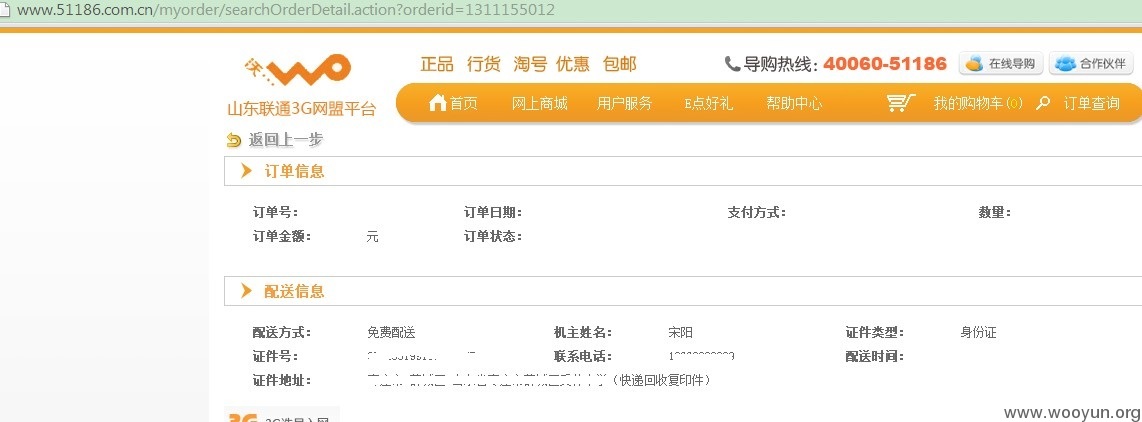 www.51186.com.cn/myorder/searchOrderDetail.action?orderid=1311155012
正品 行货 淘号 优惠 包邮 导购热线：40060-51186 在线导购 合作伙伴
山东联通3G网盟平台
首页 网上商城 用户服务 E点好礼 帮助中心 我的购物车(0) 订单查询
返回上一步
订单信息
订单号： 订单日期： 支付方式： 数量：
订单金额： 元 订单状态：
配送信息
配送方式： 免费配送 机主姓名： 宋阳 证件类型： 身份证
证件号： 联系电话： 配送时间：
证件地址： （快递回收复印件）
3G
www.wooyun.org